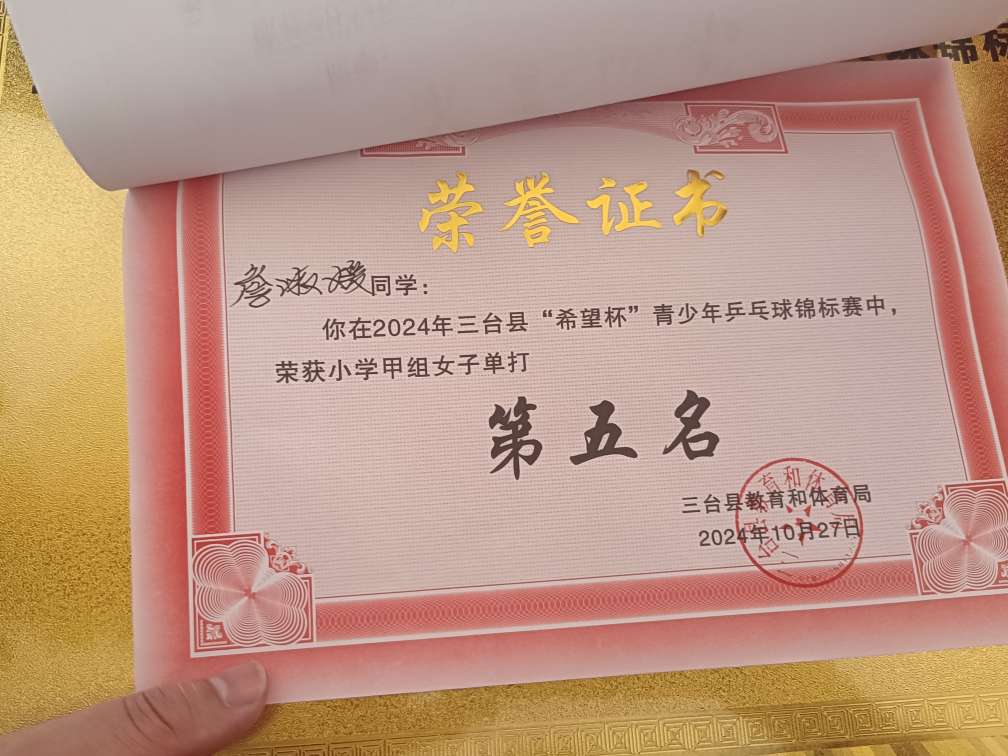 荣誉证书
詹淑媛同学：
你在2024年三台县“希望杯”青少年乒乓球锦标赛中，
荣获小学甲组女子单打
第五名
三台县教育和体育局
2024年10月27日